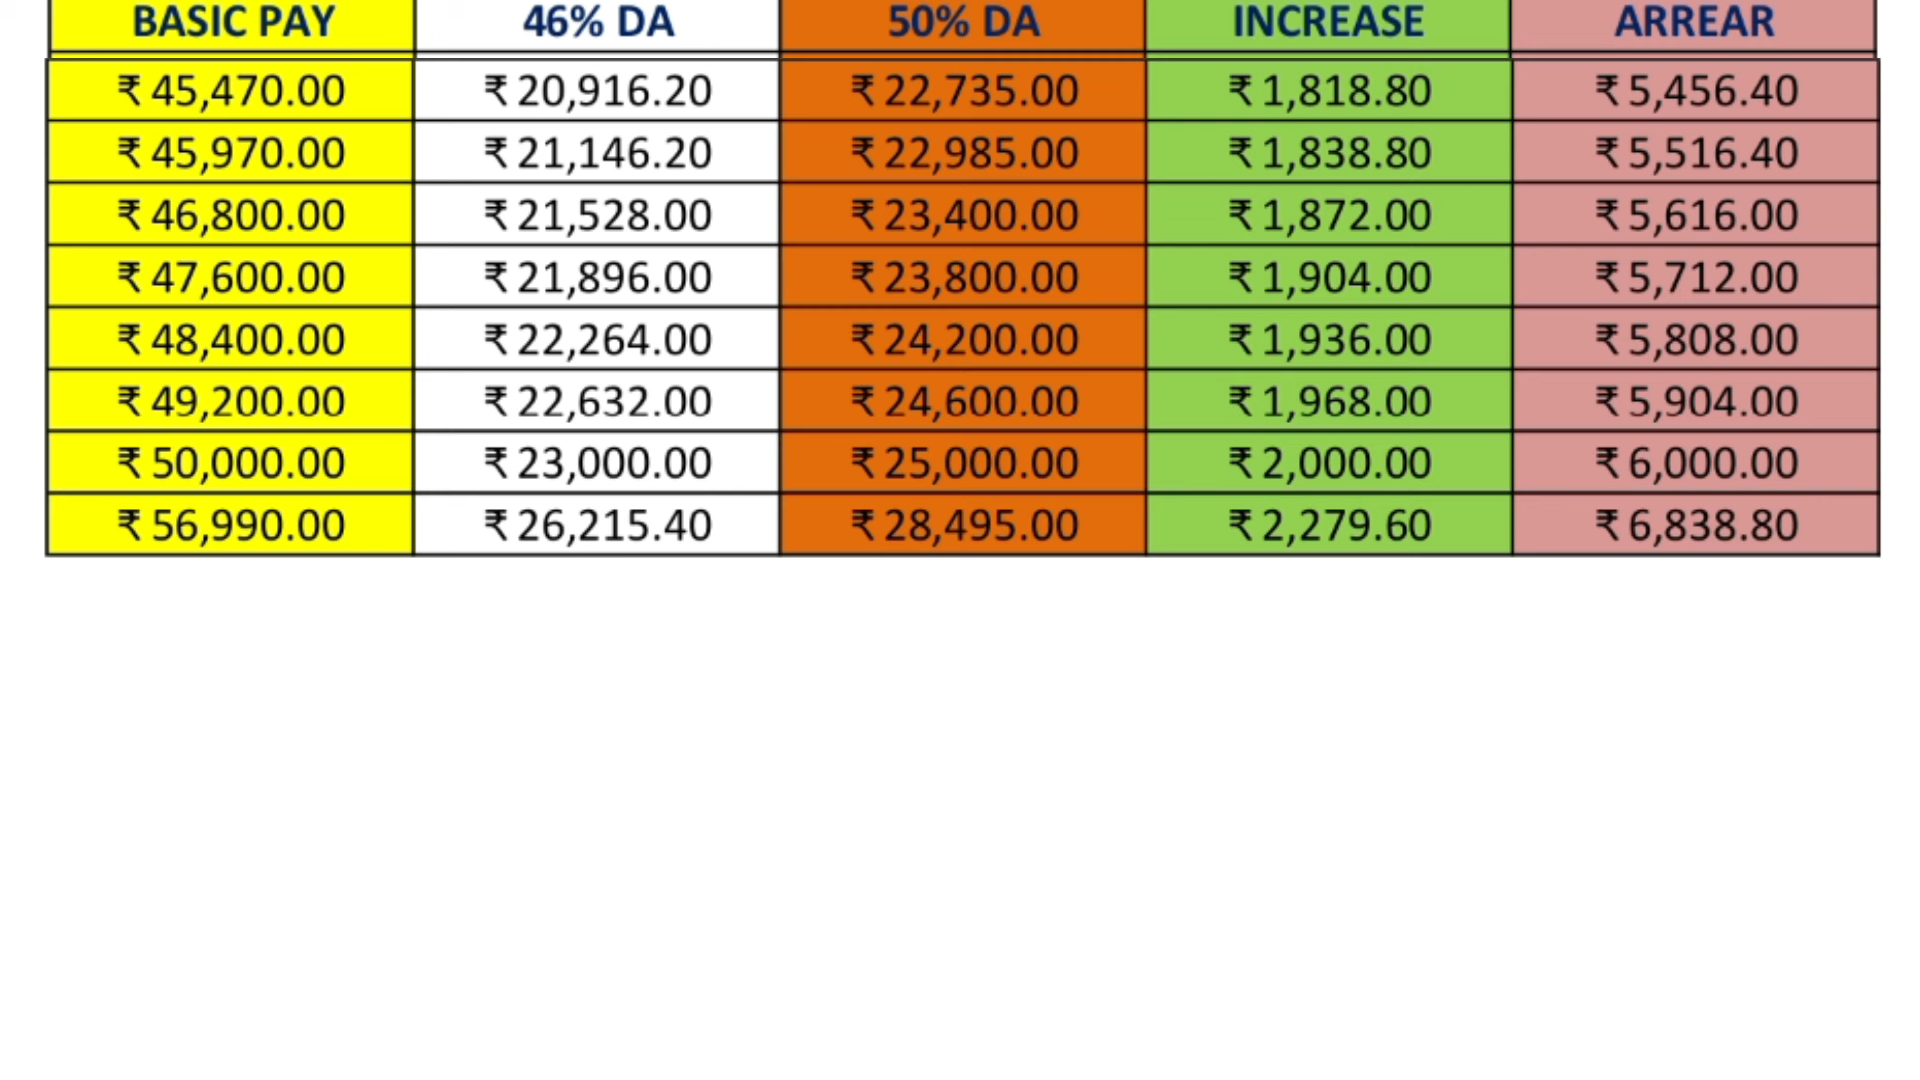 BASIC PAY 46% DA 50% DA INCREASE ARREAR
₹ 45,470.00 ₹ 20,916.20 ₹ 22,735.00 ₹ 1,818.80 ₹ 5,456.40
₹ 45,970.00 ₹ 21,146.20 ₹ 22,985.00 ₹ 1,838.80 ₹ 5,516.40
₹ 46,800.00 ₹ 21,528.00 ₹ 23,400.00 ₹ 1,872.00 ₹ 5,616.00
₹ 47,600.00 ₹ 21,896.00 ₹ 23,800.00 ₹ 1,904.00 ₹ 5,712.00
₹ 48,400.00 ₹ 22,264.00 ₹ 24,200.00 ₹ 1,936.00 ₹ 5,808.00
₹ 49,200.00 ₹ 22,632.00 ₹ 24,600.00 ₹ 1,968.00 ₹ 5,904.00
₹ 50,000.00 ₹ 23,000.00 ₹ 25,000.00 ₹ 2,000.00 ₹ 6,000.00
₹ 56,990.00 ₹ 26,215.40 ₹ 28,495.00 ₹ 2,279.60 ₹ 6,838.80